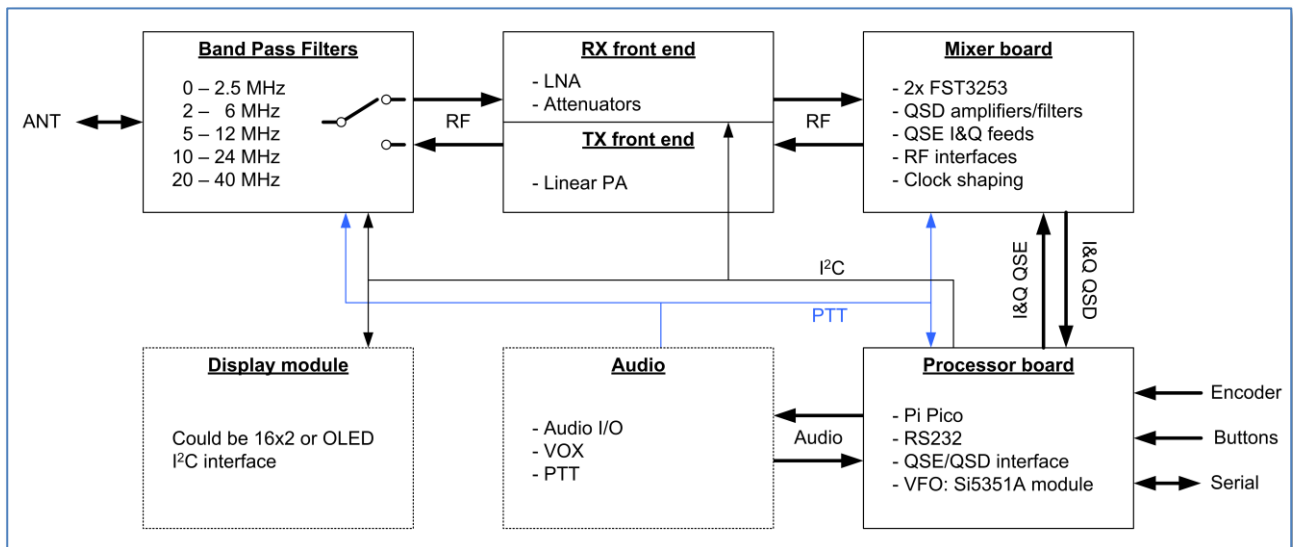 Band Pass Filters
0 – 2.5 MHz
2 – 6 MHz
5 – 12 MHz
10 – 24 MHz
20 – 40 MHz
ANT
RF
RX front end
- LNA
- Attenuators
TX front end
- Linear PA
RF
Mixer board
- 2x FST3253
- QSD amplifiers/filters
- QSE I&Q feeds
- RF interfaces
- Clock shaping
I²C
PTT
I&Q QSE
I&Q QSD
Display module
Could be 16x2 or OLED
I²C interface
Audio
- Audio I/O
- VOX
- PTT
Audio
Processor board
- Pi Pico
- RS232
- QSE/QSD interface
- VFO: Si5351A module
Encoder
Buttons
Serial